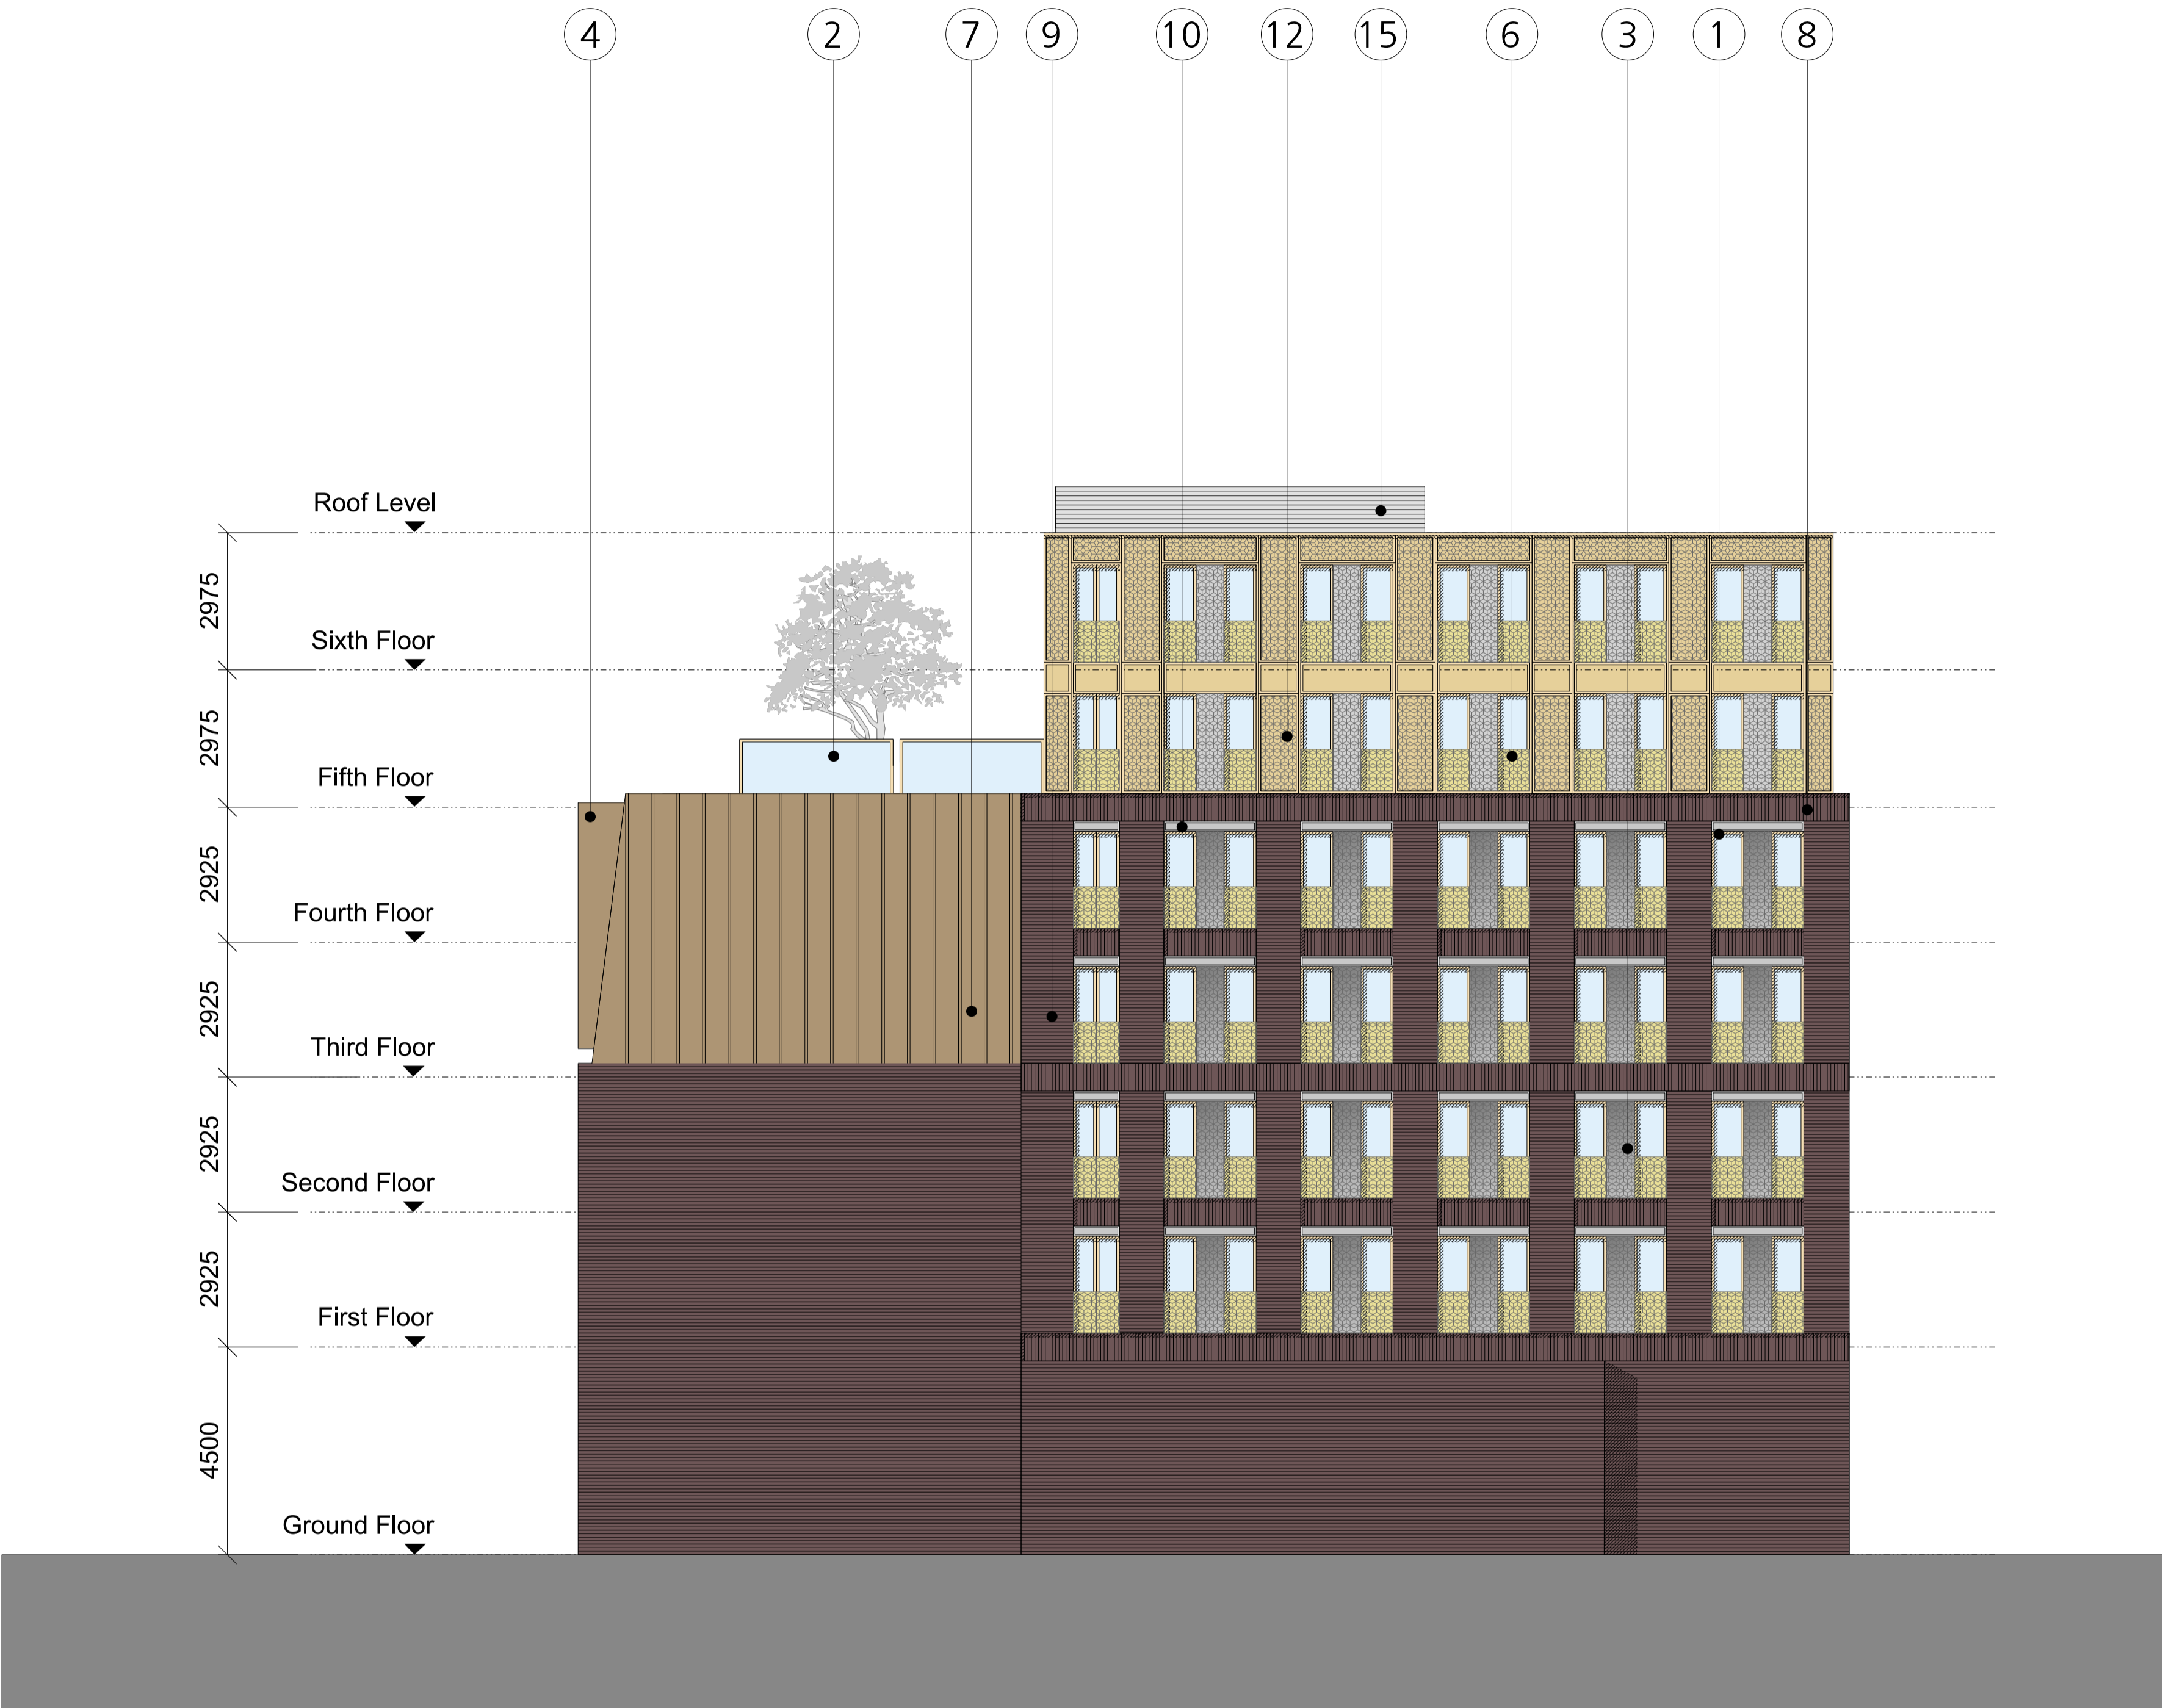 4 2 7 9 10 12 15 6 3 1 8
Roof Level
2975
Sixth Floor
2975
Fifth Floor
2925
Fourth Floor
2925
Third Floor
2925
Second Floor
2925
First Floor
4500
Ground Floor